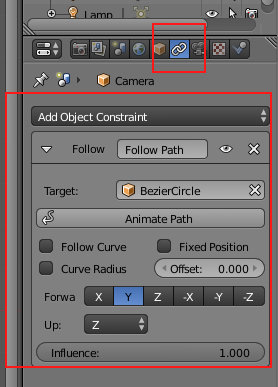 Lamp
Camera
Add Object Constraint
Follow Follow Path
Target: BezierCircle
Animate Path
Follow Curve Fixed Position
Curve Radius Offset: 0.000
Forwa X Y Z -X -Y -Z
Up: Z
Influence: 1.000